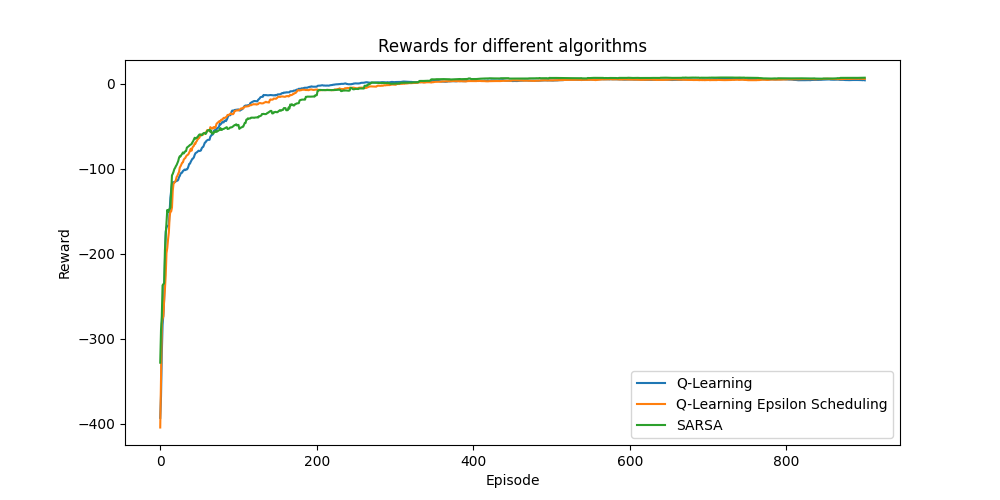 Rewards for different algorithms
Reward
0
−100
−200
−300
−400
0 200 400 600 800
Episode
Q-Learning
Q-Learning Epsilon Scheduling
SARSA